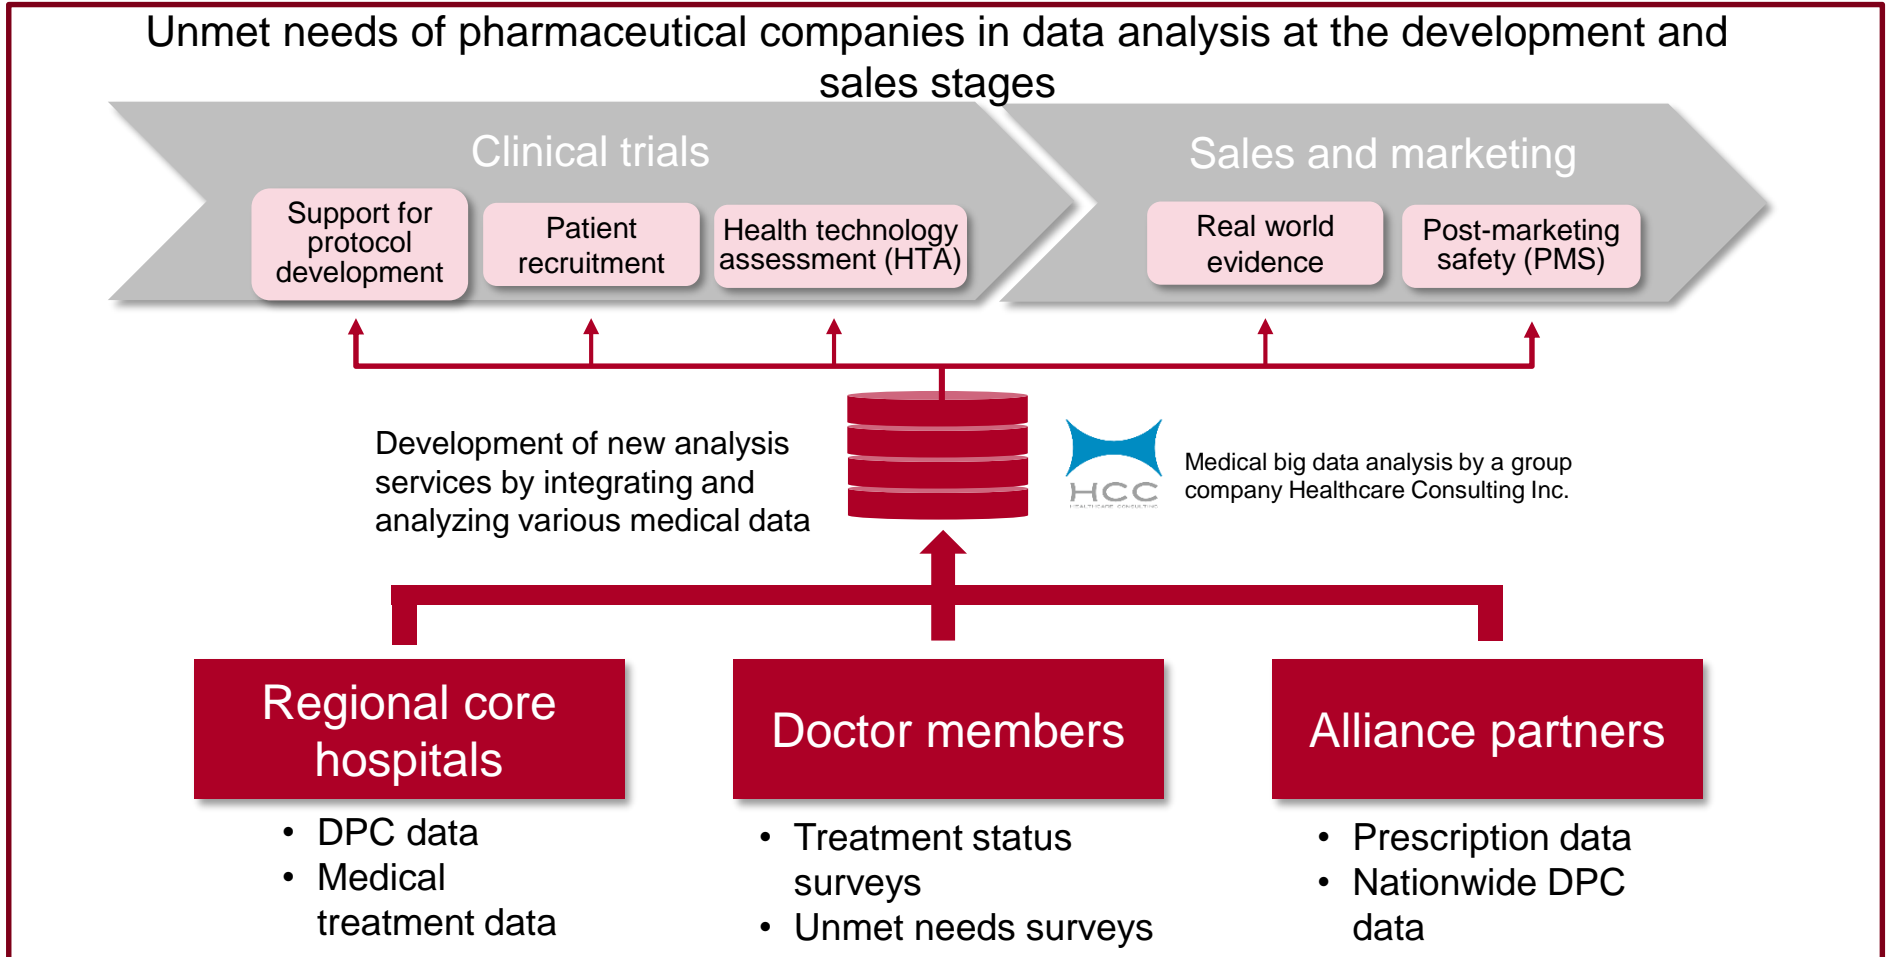 Unmet needs of pharmaceutical companies in data analysis at the development and
sales stages
Clinical trials
Sales and marketing
Support for
protocol
development
Patient
recruitment
Health technology
assessment (HTA)
Real world
evidence
Post-marketing
safety (PMS)
Development of new analysis
services by integrating and
analyzing various medical data
HCC
HEALTHCARE CONSULTING
Medical big data analysis by a group
company Healthcare Consulting Inc.
Regional core
hospitals
Doctor members
Alliance partners
• DPC data
• Medical
treatment data
• Treatment status
surveys
• Unmet needs surveys
• Prescription data
• Nationwide DPC
data